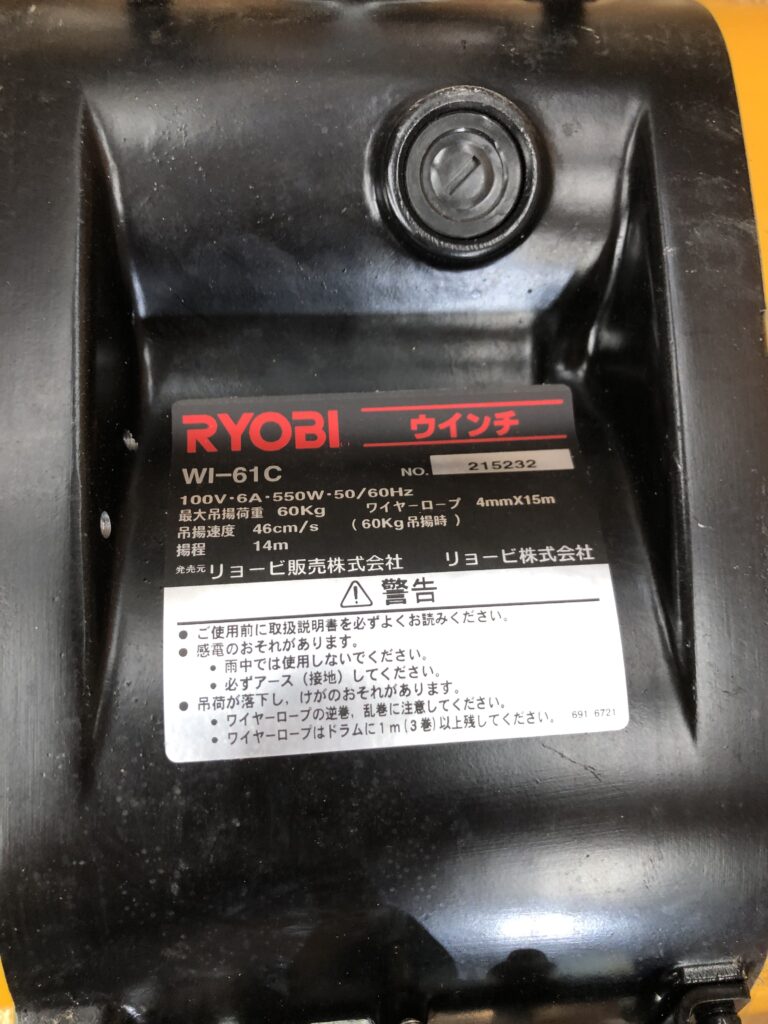 RYOBI ウインチ
WI-61C NO. 215232
100V・6A・550W・50/60Hz
最大吊揚荷重 60Kg ワイヤーロープ 4mmX15m
吊揚速度 46cm/s (60Kg吊揚時)
揚程 14m
発売元 リョービ販売株式会社 リョービ株式会社
警告
● ご使用前に取扱説明書を必ずよくお読みください。
● 感電のおそれがあります。
• 雨中では使用しないでください。
• 必ずアース（接地）してください。
● 吊荷が落下し，けがのおそれがあります。
• ワイヤーロープの逆巻，乱巻に注意してください。
• ワイヤーロープはドラムに1m(3巻)以上残してください。 691 6721